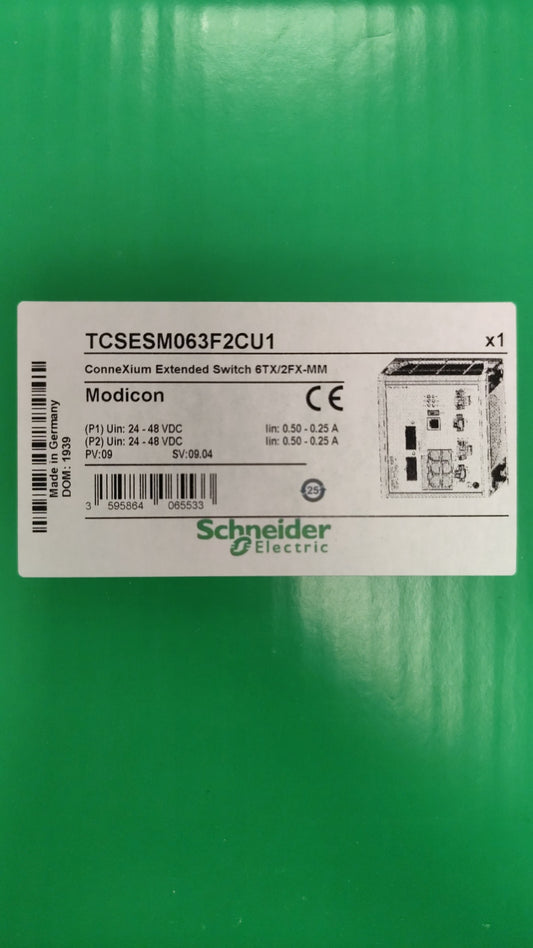 TCSESM063F2CU1 x1
ConneXium Extended Switch 6TX/2FX-MM
Modicon CE
(P1) Uin: 24 - 48 VDC Iin: 0.50 - 0.25 A
(P2) Uin: 24 - 48 VDC Iin: 0.50 - 0.25 A
PV:09 SV:09.04
3 595864 065533
25
Schneider
Electric
Made in Germany
DOM: 1939